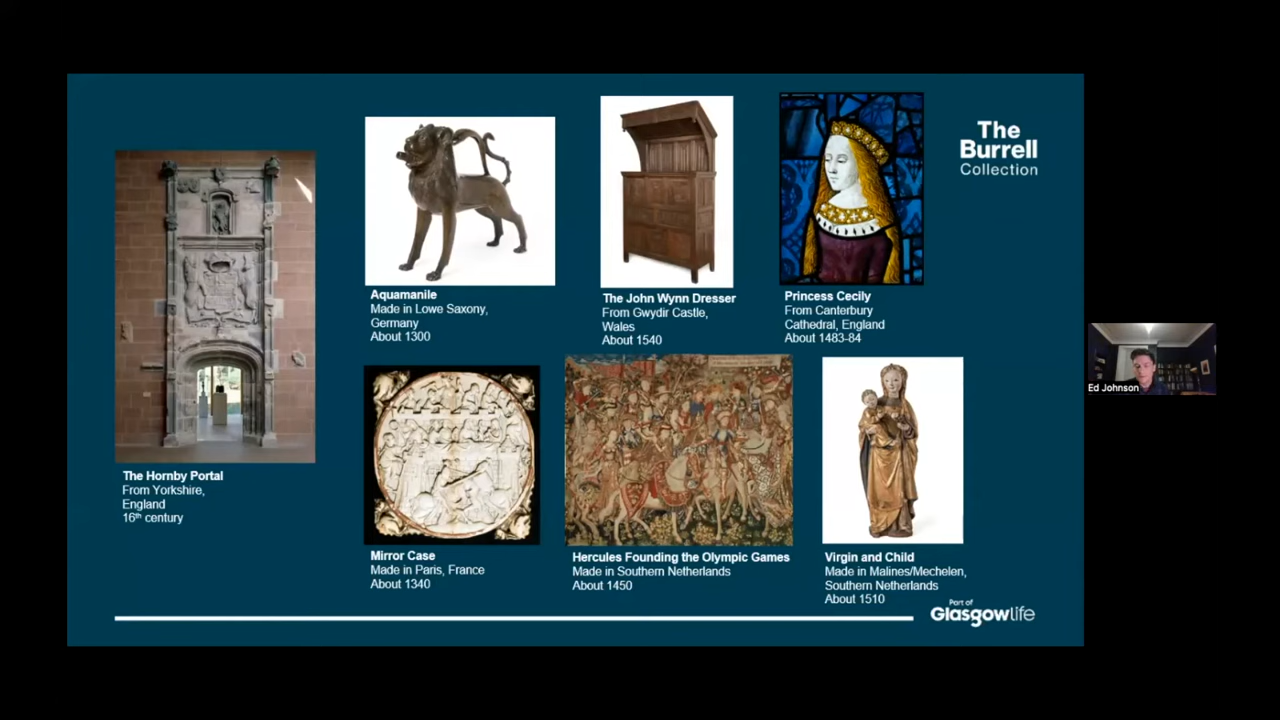 The
Burrell
Collection
Aquamanile
Made in Lowe Saxony,
Germany
About 1300
The John Wynn Dresser
From Gwydir Castle,
Wales
About 1540
Princess Cecily
From Canterbury
Cathedral, England
About 1483-84
The Hornby Portal
From Yorkshire,
England
16th century
Mirror Case
Made in Paris, France
About 1340
Hercules Founding the Olympic Games
Made in Southern Netherlands
About 1450
Virgin and Child
Made in Malines/Mechelen,
Southern Netherlands
About 1510
Part of
Glasgowlife
Ed Johnson